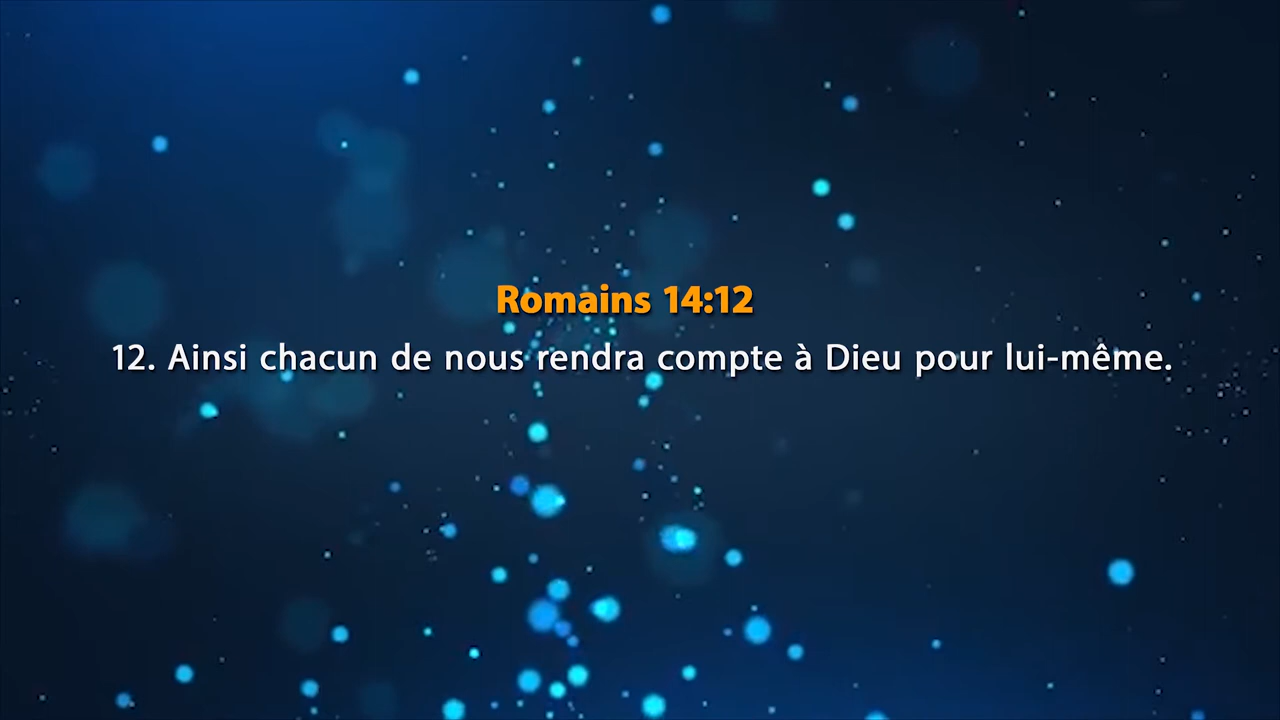 Romains 14:12
12. Ainsi chacun de nous rendra compte à Dieu pour lui-même.